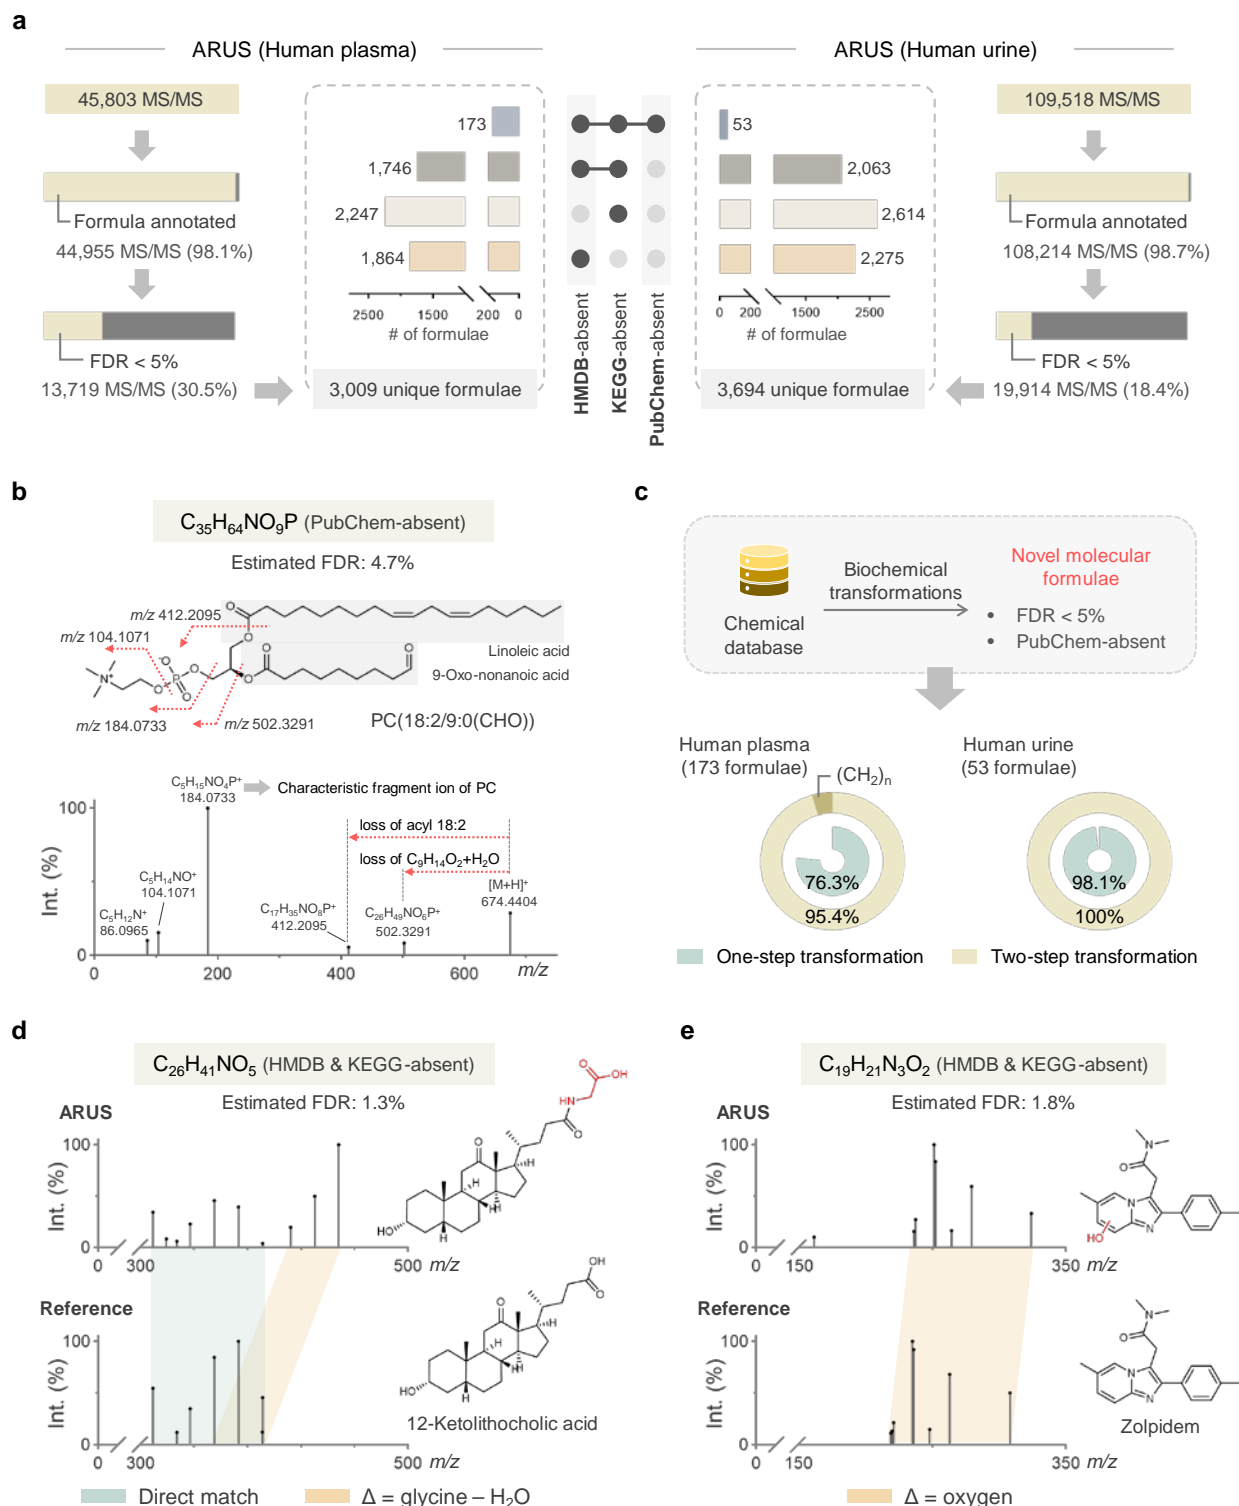 a
ARUS (Human plasma)
ARUS (Human urine)
45,803 MS/MS
Formula annotated
44,955 MS/MS (98.1%)
FDR < 5%
13,719 MS/MS (30.5%)
173
1,746
2,247
1,864
2500 1500 200 0
# of formulae
3,009 unique formulae
HMDB-absent
KEGG-absent
PubChem-absent
53
2,063
2,614
2,275
0 200 1500 2500
# of formulae
3,694 unique formulae
109,518 MS/MS
Formula annotated
108,214 MS/MS (98.7%)
FDR < 5%
19,914 MS/MS (18.4%)
b
C35H64NO9P (PubChem-absent)
Estimated FDR: 4.7%
m/z 412.2095
m/z 104.1071
m/z 184.0733
m/z 502.3291
Linoleic acid
9-Oxo-nonanoic acid
PC(18:2/9:0(CHO))
C5H15NO4P+
184.0733
Characteristic fragment ion of PC
loss of acyl 18:2
loss of C9H14O2+H2O
C5H14NO+
104.1071
C5H12N+
86.0965
C17H35NO8P+
412.2095
C26H49NO6P+
502.3291
[M+H]+
674.4404
Int. (%)
100
0
0 200 400 600 m/z
c
Chemical
database
Biochemical
transformations
Novel molecular
formulae
• FDR < 5%
• PubChem-absent
Human plasma
(173 formulae)
(CH2)n
76.3%
95.4%
Human urine
(53 formulae)
98.1%
100%
One-step transformation
Two-step transformation
d
C26H41NO5 (HMDB & KEGG-absent)
Estimated FDR: 1.3%
ARUS
Int. (%)
100
0
0 300 500 m/z
O
OH
HN
O
O
H
H
H
H
HO
Reference
Int. (%)
100
0
0 300 500 m/z
O
OH
O
H
H
H
H
HO
12-Ketolithocholic acid
Direct match
Δ = glycine – H2O
e
C19H21N3O2 (HMDB & KEGG-absent)
Estimated FDR: 1.8%
ARUS
Int. (%)
100
0
0 150 350 m/z
N
O
N
N
HO
Reference
Int. (%)
100
0
0 150 350 m/z
N
O
N
N
Zolpidem
Δ = oxygen